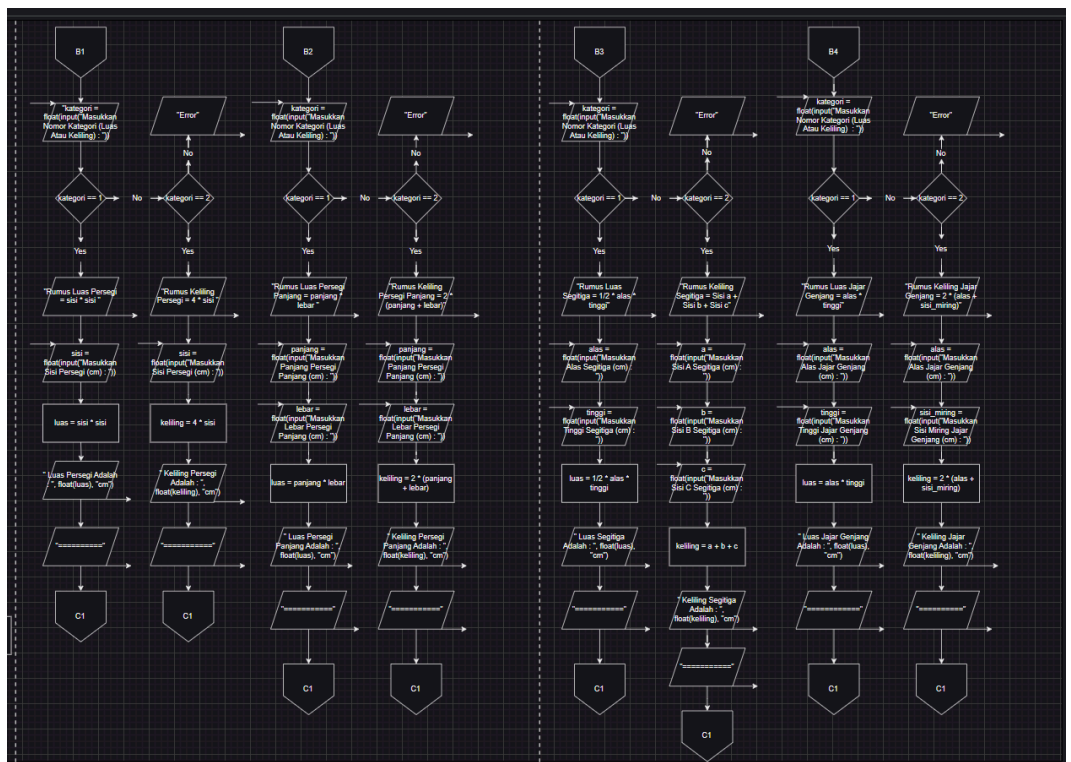 B1
"kategori =
float(input("Masukkan
Nomor Kategori (Luas
Atau Keliling) : "))
"Error"
No
kategori == 1
No
kategori == 2
Yes
Yes
"Rumus Luas Persegi
= sisi * sisi "
"Rumus Keliling
Persegi = 4 * sisi "
sisi =
float(input("Masukkan
Sisi Persegi (cm) : "))
sisi =
float(input("Masukkan
Sisi Persegi (cm) : "))
luas = sisi * sisi
keliling = 4 * sisi
" Luas Persegi Adalah
: ", float(luas), "cm")
" Keliling Persegi
Adalah : ",
float(keliling), "cm")
"=========="
"=========="
C1
C1
B2
kategori =
float(input("Masukkan
Nomor Kategori (Luas
Atau Keliling) : "))
"Error"
No
kategori == 1
No
kategori == 2
Yes
Yes
"Rumus Luas Persegi
Panjang = panjang *
lebar "
"Rumus Keliling
Persegi Panjang = 2 *
(panjang + lebar)"
panjang =
float(input("Masukkan
Panjang Persegi
Panjang (cm) : "))
panjang =
float(input("Masukkan
Panjang Persegi
Panjang (cm) : "))
lebar =
float(input("Masukkan
Lebar Persegi
Panjang (cm) : "))
lebar =
float(input("Masukkan
Lebar Persegi
Panjang (cm) : "))
luas = panjang * lebar
keliling = 2 * (panjang
+ lebar)
" Luas Persegi
Panjang Adalah : ",
float(luas), "cm")
" Keliling Persegi
Panjang Adalah : ",
float(keliling), "cm")
"==========="
"==========="
C1
C1
B3
kategori =
float(input("Masukkan
Nomor Kategori (Luas
Atau Keliling) : "))
"Error"
No
kategori == 1
No
kategori == 2
Yes
Yes
"Rumus Luas
Segitiga = 1/2 * alas *
tinggi"
"Rumus Keliling
Segitiga = Sisi a +
Sisi b + Sisi c"
alas =
float(input("Masukkan
Alas Segitiga (cm) :
"))
a =
float(input("Masukkan
Sisi A Segitiga (cm) :
"))
tinggi =
float(input("Masukkan
Tinggi Segitiga (cm) :
"))
b =
float(input("Masukkan
Sisi B Segitiga (cm) :
"))
luas = 1/2 * alas *
tinggi
c =
float(input("Masukkan
Sisi C Segitiga (cm) :
"))
" Luas Segitiga
Adalah : ", float(luas),
"cm")
keliling = a + b + c
"==========="
" Keliling Segitiga
Adalah : ",
float(keliling), "cm")
C1
"==========="
C1
B4
kategori =
float(input("Masukkan
Nomor Kategori (Luas
Atau Keliling) : "))
"Error"
No
kategori == 1
No
kategori == 2
Yes
Yes
"Rumus Luas Jajar
Genjang = alas *
tinggi"
"Rumus Keliling Jajar
Genjang = 2 * (alas +
sisi_miring)"
alas =
float(input("Masukkan
Alas Jajar Genjang
(cm) : "))
alas =
float(input("Masukkan
Alas Jajar Genjang
(cm) : "))
tinggi =
float(input("Masukkan
Tinggi Jajar Genjang
(cm) : "))
sisi_miring =
float(input("Masukkan
Sisi Miring Jajar
Genjang (cm) : "))
luas = alas * tinggi
keliling = 2 * (alas +
sisi_miring)
" Luas Jajar Genjang
Adalah : ", float(luas),
"cm")
" Keliling Jajar
Genjang Adalah : ",
float(keliling), "cm")
"==========="
"==========="
C1
C1